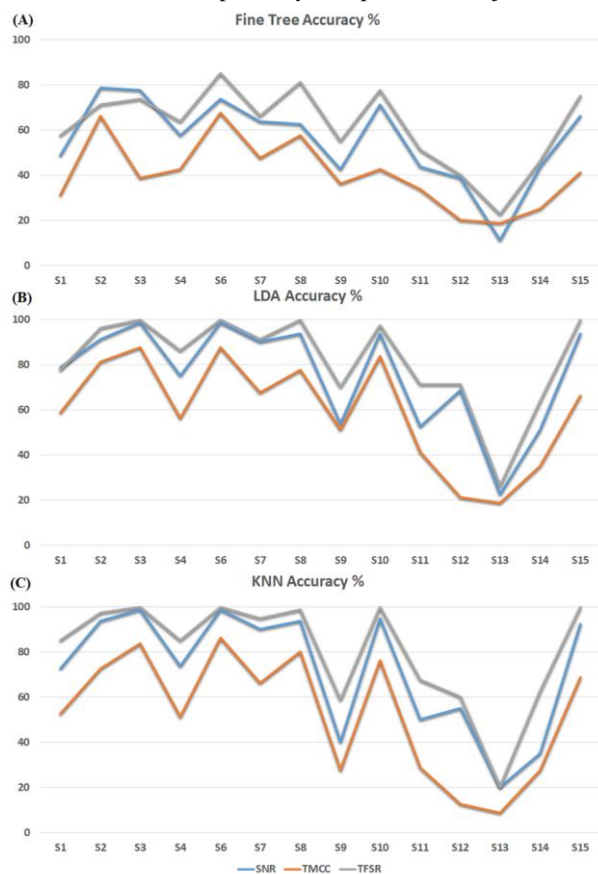 (A) Fine Tree Accuracy %
100
80
60
40
20
0
S1 S2 S3 S4 S6 S7 S8 S9 S10 S11 S12 S13 S14 S15
(B) LDA Accuracy %
100
80
60
40
20
0
S1 S2 S3 S4 S6 S7 S8 S9 S10 S11 S12 S13 S14 S15
(C) KNN Accuracy %
100
80
60
40
20
0
S1 S2 S3 S4 S6 S7 S8 S9 S10 S11 S12 S13 S14 S15
SNR TMCC TFSR